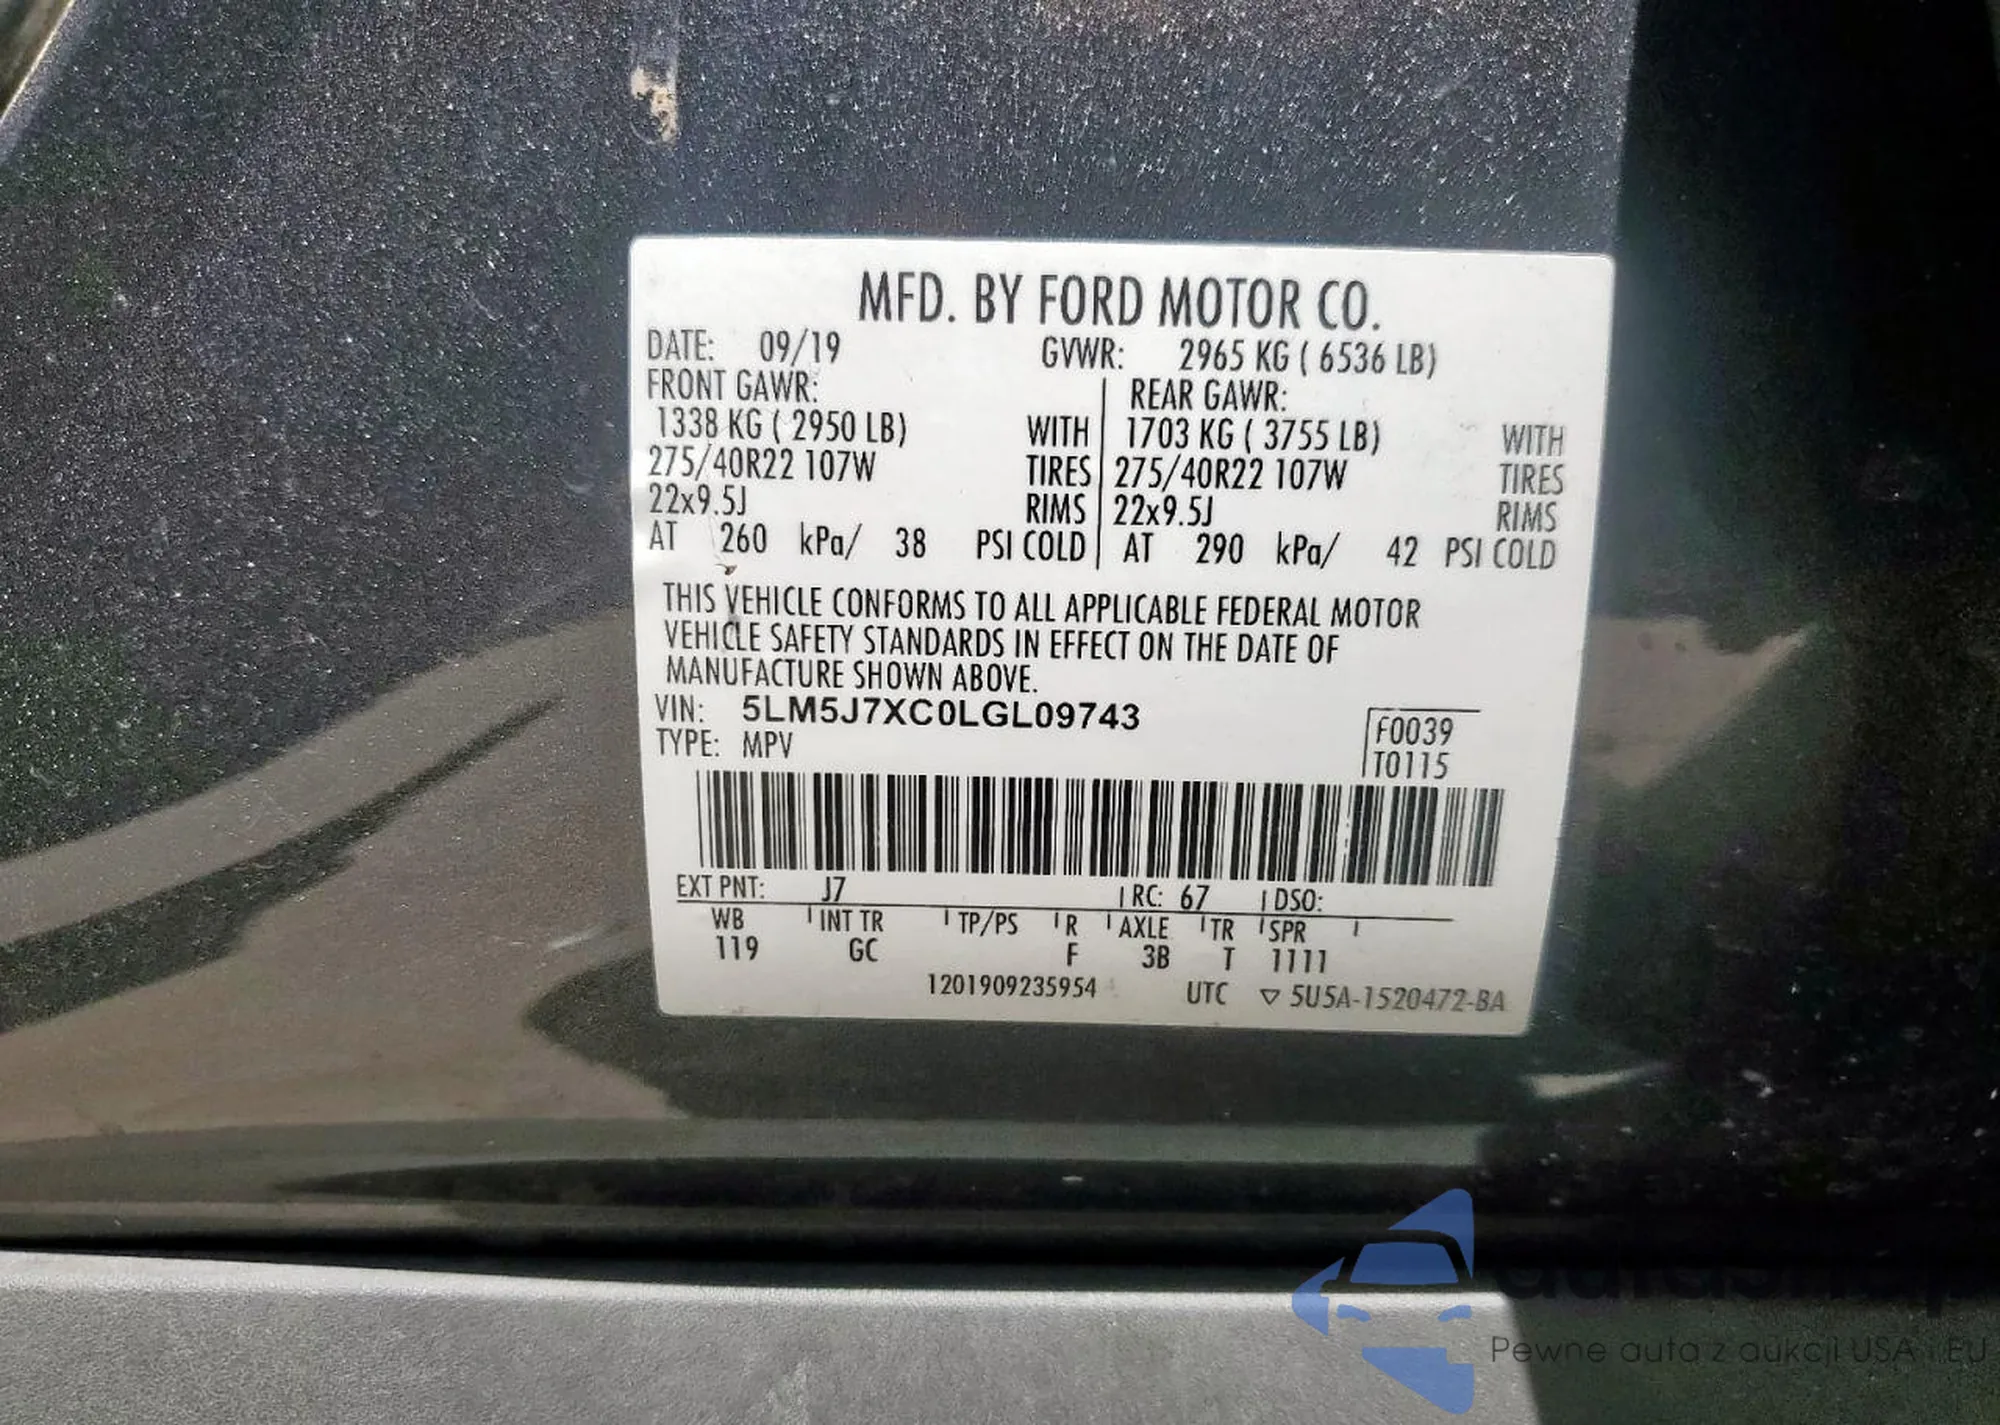 MFD. BY FORD MOTOR CO.
DATE: 09/19 GVWR: 2965 KG ( 6536 LB)
FRONT GAWR: REAR GAWR:
1338 KG ( 2950 LB) WITH 1703 KG ( 3755 LB) WITH
275/40R22 107W TIRES 275/40R22 107W TIRES
22x9.5J RIMS 22x9.5J RIMS
AT 260 kPa/ 38 PSI COLD AT 290 kPa/ 42 PSI COLD
THIS VEHICLE CONFORMS TO ALL APPLICABLE FEDERAL MOTOR
VEHICLE SAFETY STANDARDS IN EFFECT ON THE DATE OF
MANUFACTURE SHOWN ABOVE.
VIN: 5LM5J7XC0LGL09743
F0039
TYPE: MPV
T0115
EXT PNT: J7 RC: 67 DSO:
WB INT TR TP/PS R AXLE TR SPR
119 GC F 3B T 1111
1201909235954 UTC ▽ 5U5A-1520472-BA
Pewne auta z aukcji USA i EU